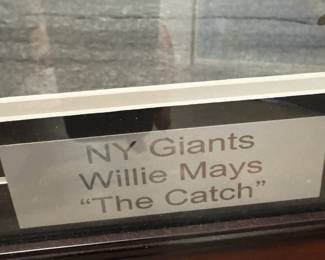 NY Giants
Willie Mays
“The Catch”